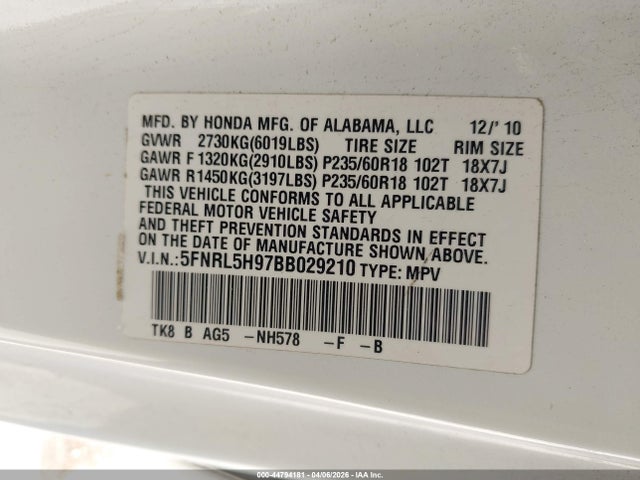 MFD. BY HONDA MFG. OF ALABAMA, LLC 12/' 10
GVWR 2730KG(6019LBS) TIRE SIZE RIM SIZE
GAWR F 1320KG(2910LBS) P235/60R18 102T 18X7J
GAWR R1450KG(3197LBS) P235/60R18 102T 18X7J
THIS VEHICLE CONFORMS TO ALL APPLICABLE
FEDERAL MOTOR VEHICLE SAFETY
AND THEFT PREVENTION STANDARDS IN EFFECT
ON THE DATE OF MANUFACTURE SHOWN ABOVE.
V.I.N.:5FNRL5H97BB029210 TYPE: MPV
TK8 B AG5 -NH578 -F -B
000-44794181 - 04/06/2026 - IAA Inc.